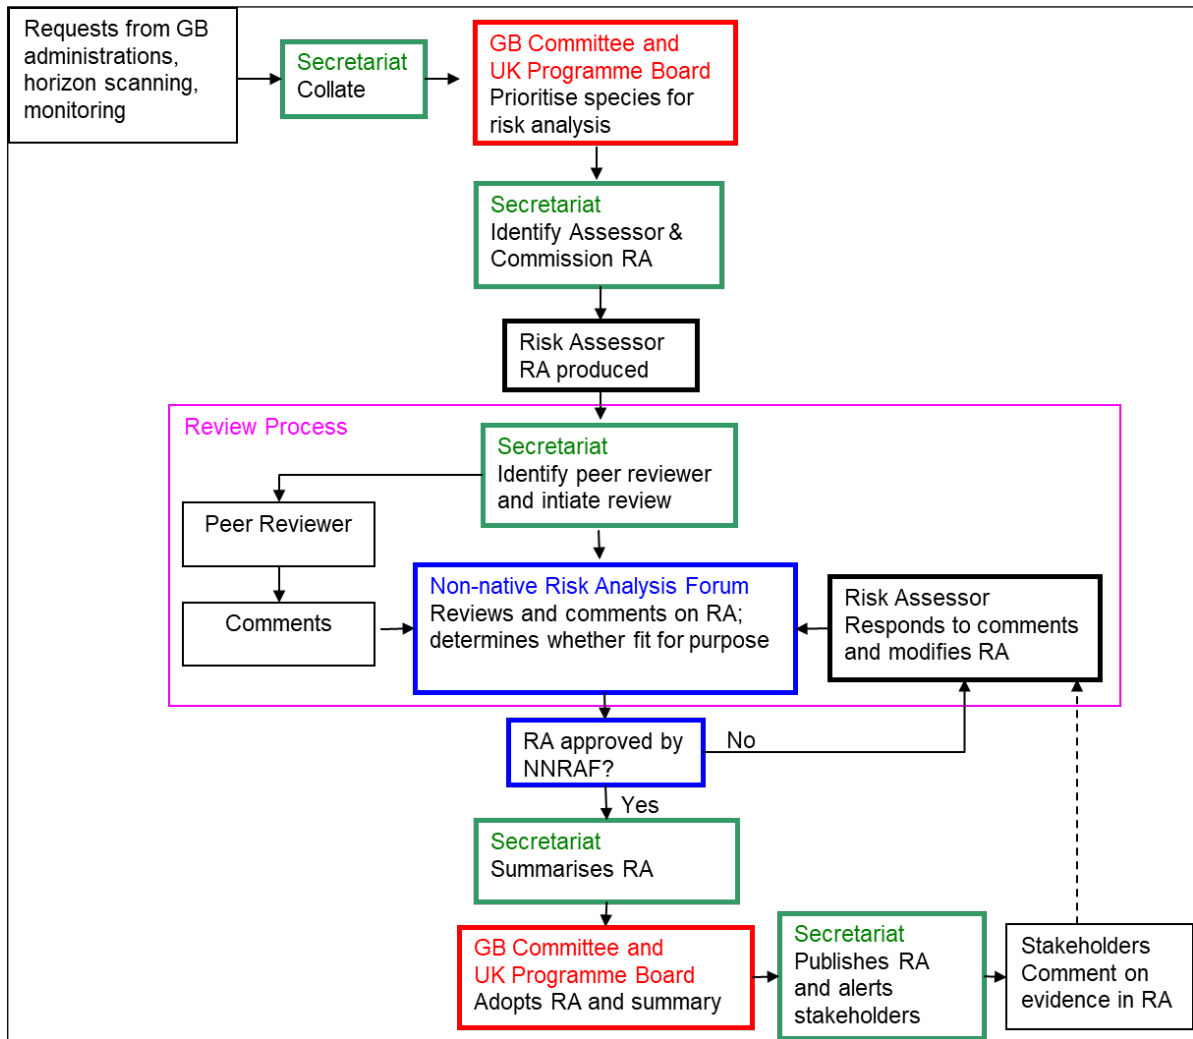 Requests from GB
administrations,
horizon scanning,
monitoring
Secretariat
Collate
GB Committee and
UK Programme Board
Prioritise species for
risk analysis
Secretariat
Identify Assessor &
Commission RA
Risk Assessor
RA produced
Review Process
Secretariat
Identify peer reviewer
and intiate review
Peer Reviewer
Comments
Non-native Risk Analysis Forum
Reviews and comments on RA;
determines whether fit for purpose
Risk Assessor
Responds to comments
and modifies RA
RA approved by
NNRAF?
No
Yes
Secretariat
Summarises RA
GB Committee and
UK Programme Board
Adopts RA and summary
Secretariat
Publishes RA
and alerts
stakeholders
Stakeholders
Comment on
evidence in RA